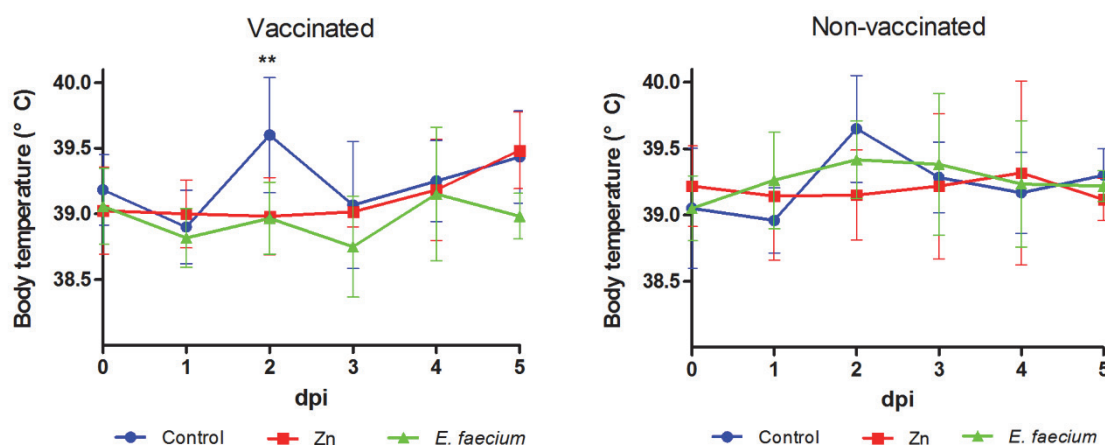 Vaccinated
**
40.0
39.5
39.0
38.5
Body temperature (° C)
0 1 2 3 4 5
dpi
Control Zn E. faecium
Non-vaccinated
40.0
39.5
39.0
38.5
Body temperature (° C)
0 1 2 3 4 5
dpi
Control Zn E. faecium